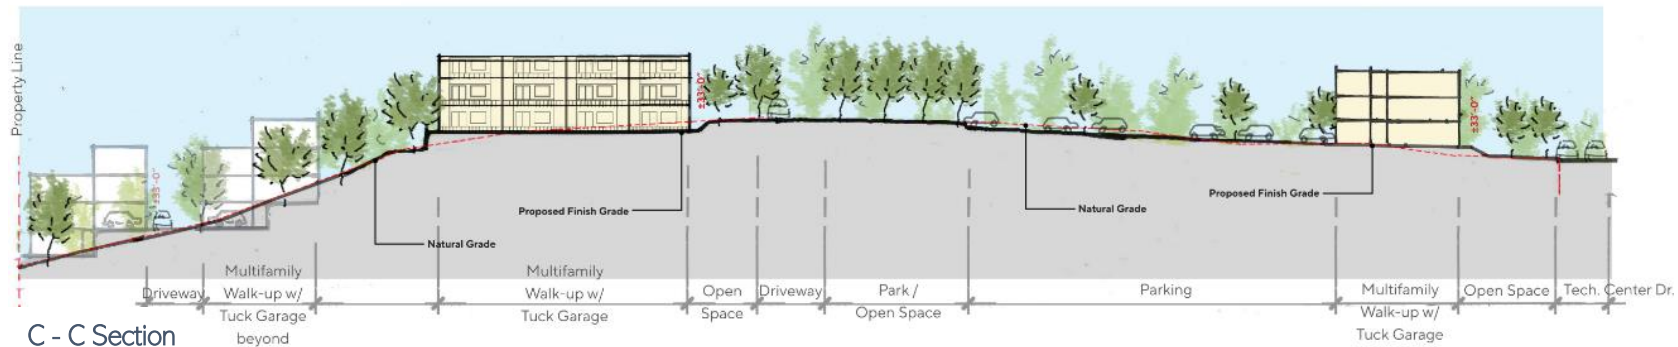 Property Line
±33'-0"
±33'-0"
±33'-0"
Proposed Finish Grade
Natural Grade
Natural Grade
Proposed Finish Grade
Driveway
Multifamily
Walk-up w/
Tuck Garage
beyond
Multifamily
Walk-up w/
Tuck Garage
Open
Space
Driveway
Park /
Open Space
Parking
Multifamily
Walk-up w/
Tuck Garage
Open Space
Tech. Center Dr.
C - C Section